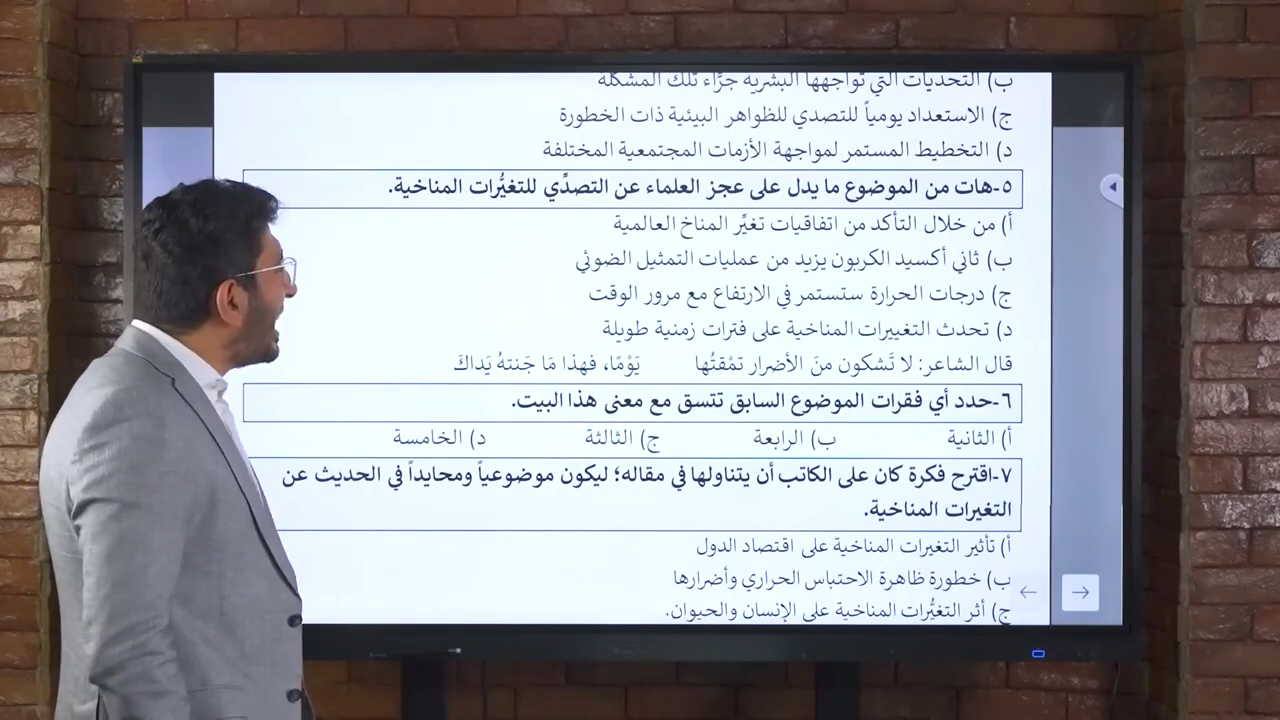 ب) التحديات التي تواجهها البشرية جرَّاء تلك المشكلة
ج) الاستعداد يومياً للتصدي للظواهر البيئية ذات الخطورة
د) التخطيط المستمر لمواجهة الأزمات المجتمعية المختلفة
٥-هات من الموضوع ما يدل على عجز العلماء عن التصدِّي للتغيُّرات المناخية.
أ) من خلال التأكد من اتفاقيات تغيُّر المناخ العالمية
ب) ثاني أكسيد الكربون يزيد من عمليات التمثيل الضوئي
ج) درجات الحرارة ستستمر في الارتفاع مع مرور الوقت
د) تحدث التغييرات المناخية على فترات زمنية طويلة
قال الشاعر: لا تَشكون منَ الأضرار تمْقتُها يَوْمًا، فهذا مَا جَنتهُ يَداكَ
٦-حدد أي فقرات الموضوع السابق تتسق مع معنى هذا البيت.
أ) الثانية ب) الرابعة ج) الثالثة د) الخامسة
٧-اقترح فكرة كان على الكاتب أن يتناولها في مقاله؛ ليكون موضوعياً ومحايداً في الحديث عن
التغيرات المناخية.
أ) تأثير التغيرات المناخية على اقتصاد الدول
ب) خطورة ظاهرة الاحتباس الحراري وأضرارها
ج) أثر التغيُّرات المناخية على الإنسان والحيوان.